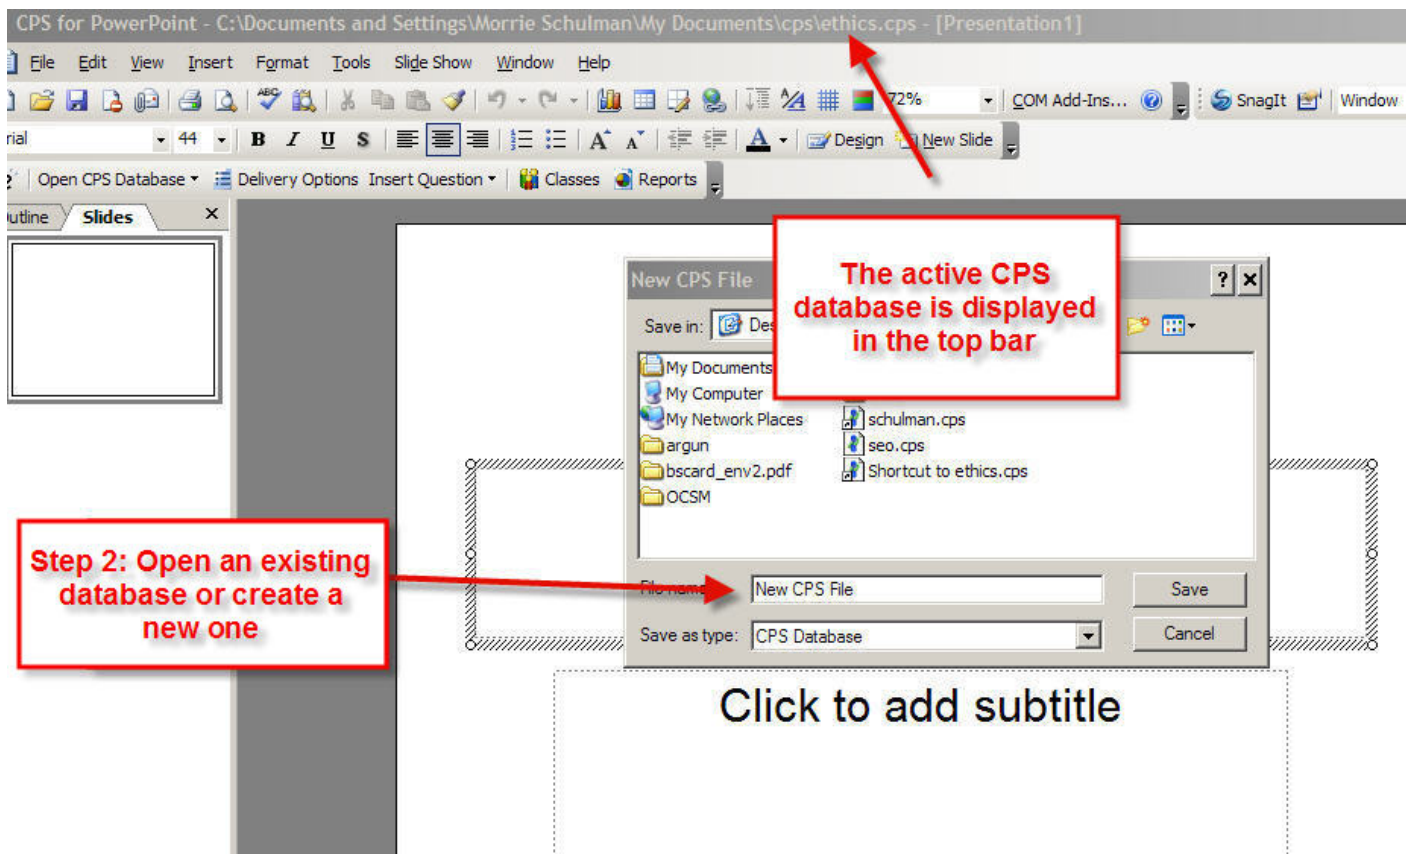 CPS for PowerPoint - C:\Documents and Settings\Morrie Schulman\My Documents\cps\ethics.cps - [Presentation1]
File Edit View Insert Format Tools Slide Show Window Help
72% COM Add-Ins... SnagIt Window
rial 44 B I U S A A A Design New Slide
Open CPS Database Delivery Options Insert Question Classes Reports
utline Slides X
The active CPS
database is displayed
in the top bar
New CPS File ? x
Save in: Des
My Documents
My Computer
My Network Places schulman.cps
argun seo.cps
bscard_env2.pdf Shortcut to ethics.cps
OCSM
Step 2: Open an existing
database or create a
new one
File name New CPS File Save
Save as type: CPS Database Cancel
Click to add subtitle